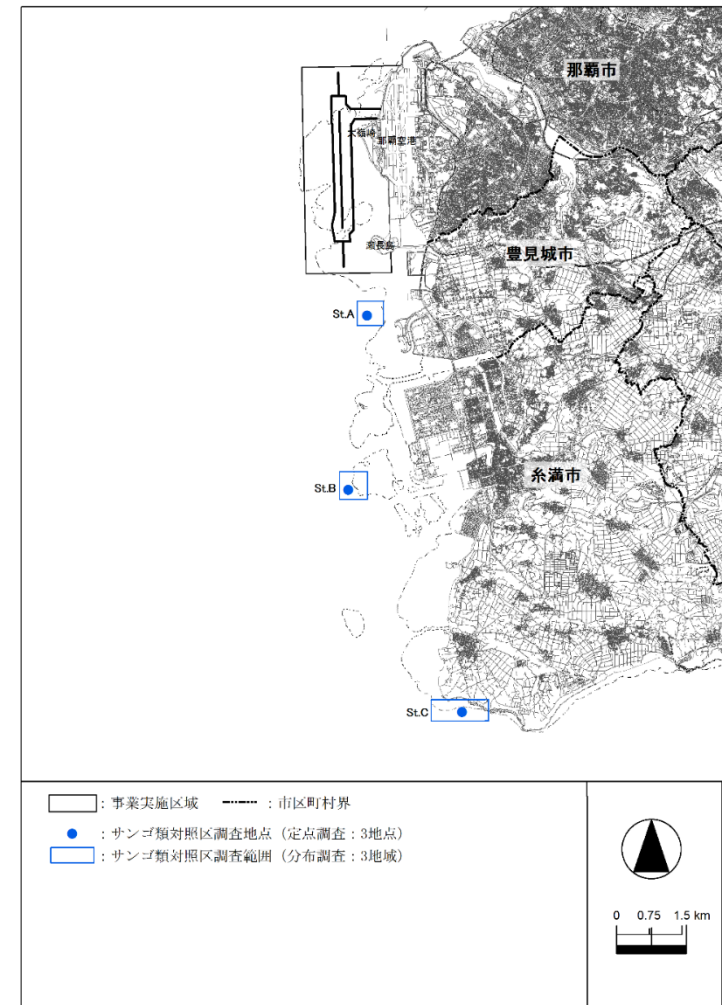 那覇市
大嶺崎
那覇空港
豊見城市
瀬長島
St.A
糸満市
St.B
St.C
: 事業実施区域
: 市区町村界
: サンゴ類対照区調査地点（定点調査：3地点）
: サンゴ類対照区調査範囲（分布調査：3地域）
0 0.75 1.5 km